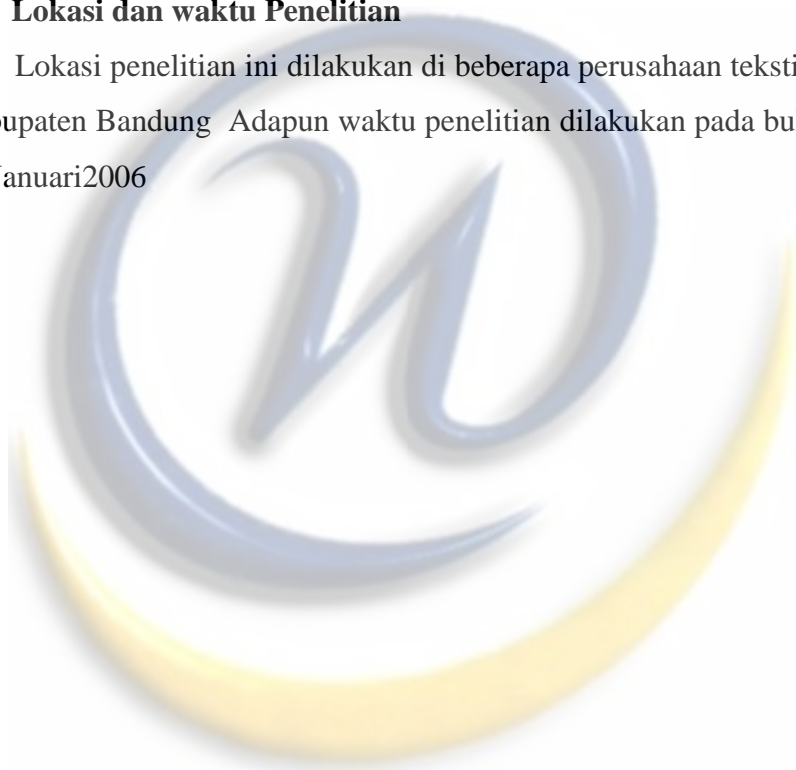 Lokasi dan waktu Penelitian
Lokasi penelitian ini dilakukan di beberapa perusahaan teksti
upaten Bandung Adapun waktu penelitian dilakukan pada bu
anuari2006